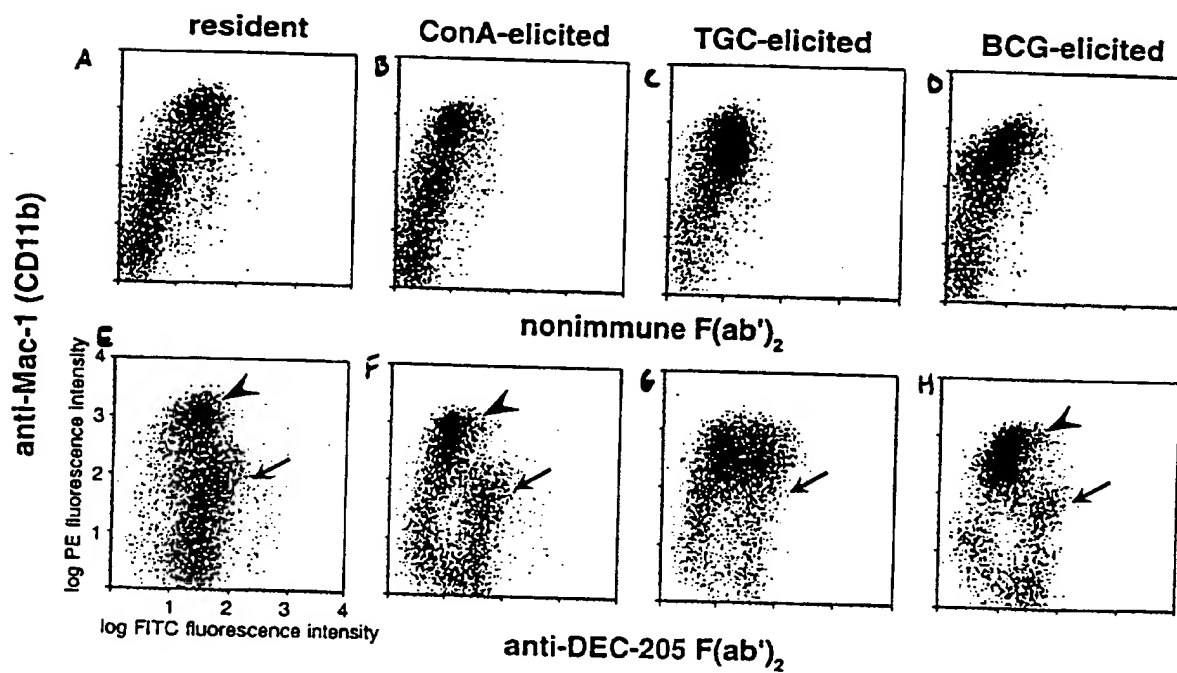 resident ConA-elicited TGC-elicited BCG-elicited
A B C D
anti-Mac-1 (CD11b)
nonimmune F(ab')2
E F G H
log PE fluorescence intensity
4
3
2
1
1 2 3 4
log FITC fluorescence intensity
anti-DEC-205 F(ab')2